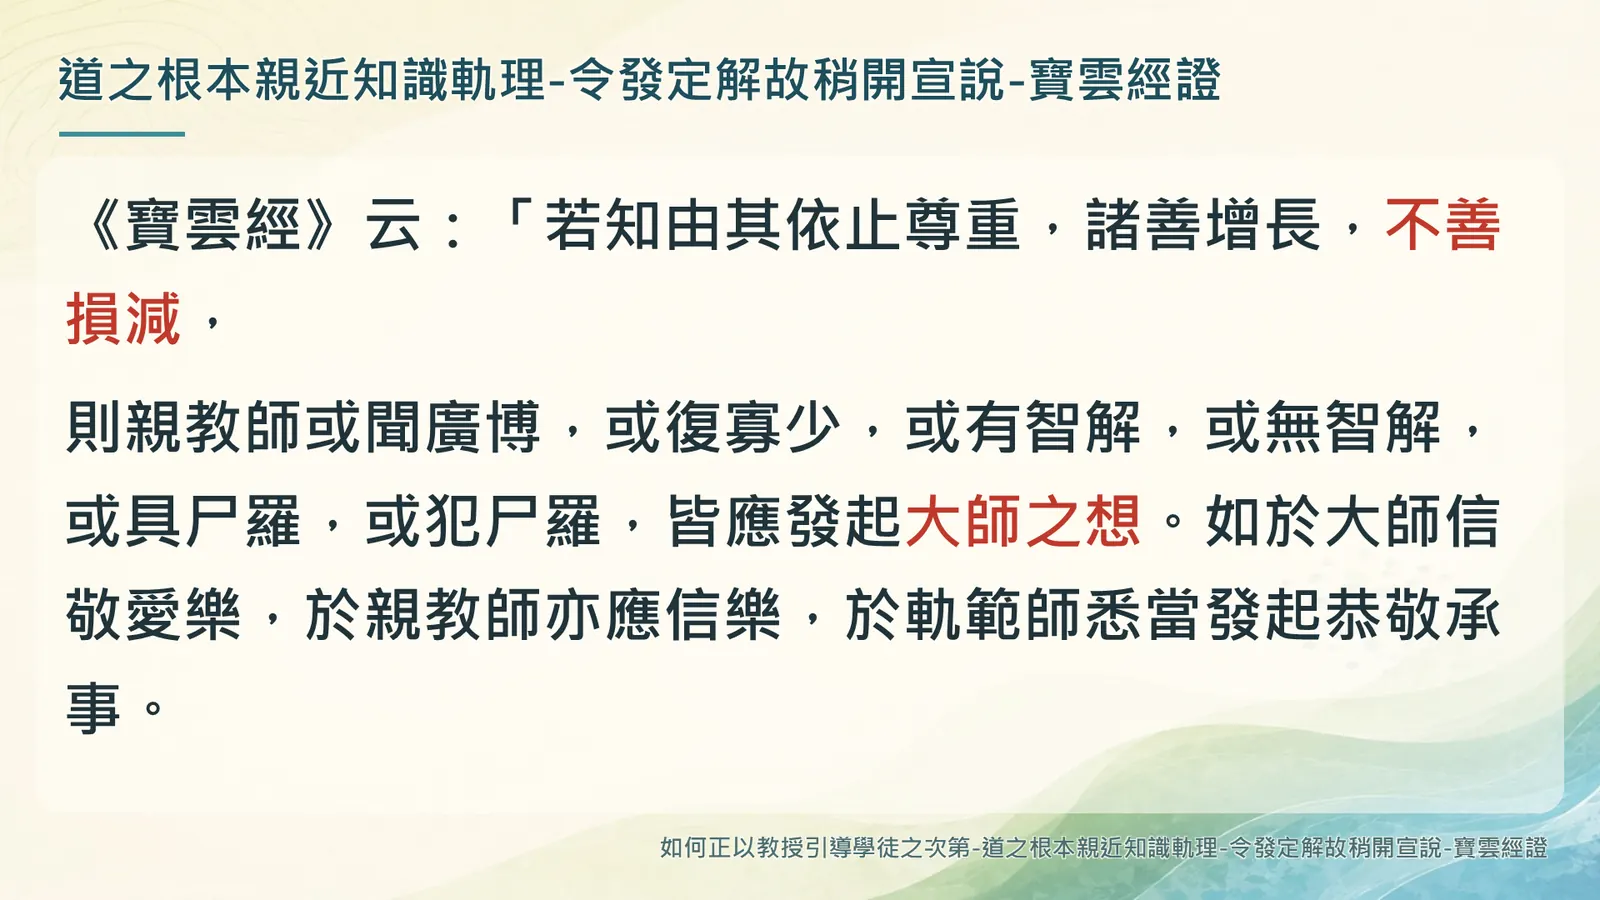 道之根本親近知識軌理-令發定解故稍開宣說-寶雲經證
《寶雲經》云：「若知由其依止尊重，諸善增長，不善
損減，
則親教師或聞廣博，或復寡少，或有智解，或無智解，
或具尸羅，或犯尸羅，皆應發起大師之想。如於大師信
敬愛樂，於親教師亦應信樂，於軌範師悉當發起恭敬承
事。
如何正以教授引導學徒之次第-道之根本親近知識軌理-令發定解故稍開宣說-寶雲經證